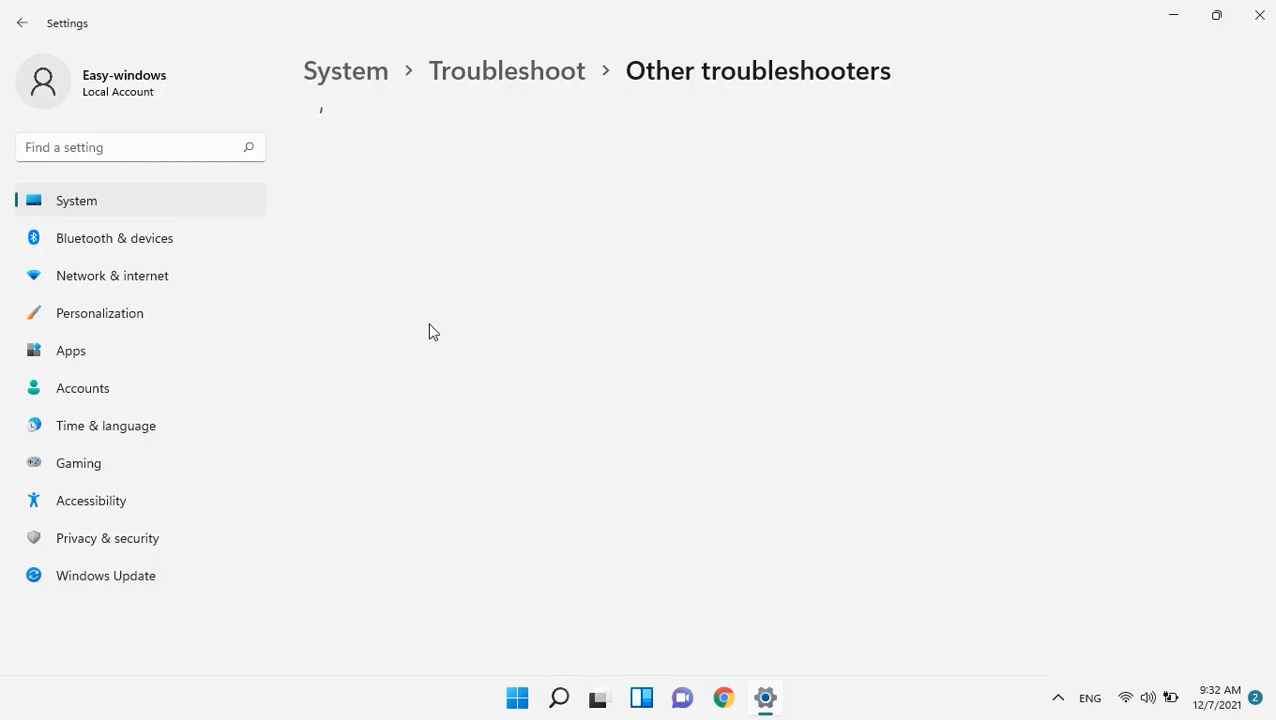 Settings
Easy-windows
Local Account
System > Troubleshoot > Other troubleshooters
Find a setting
System
Bluetooth & devices
Network & internet
Personalization
Apps
Accounts
Time & language
Gaming
Accessibility
Privacy & security
Windows Update
ENG
9:32 AM
12/7/2021
2